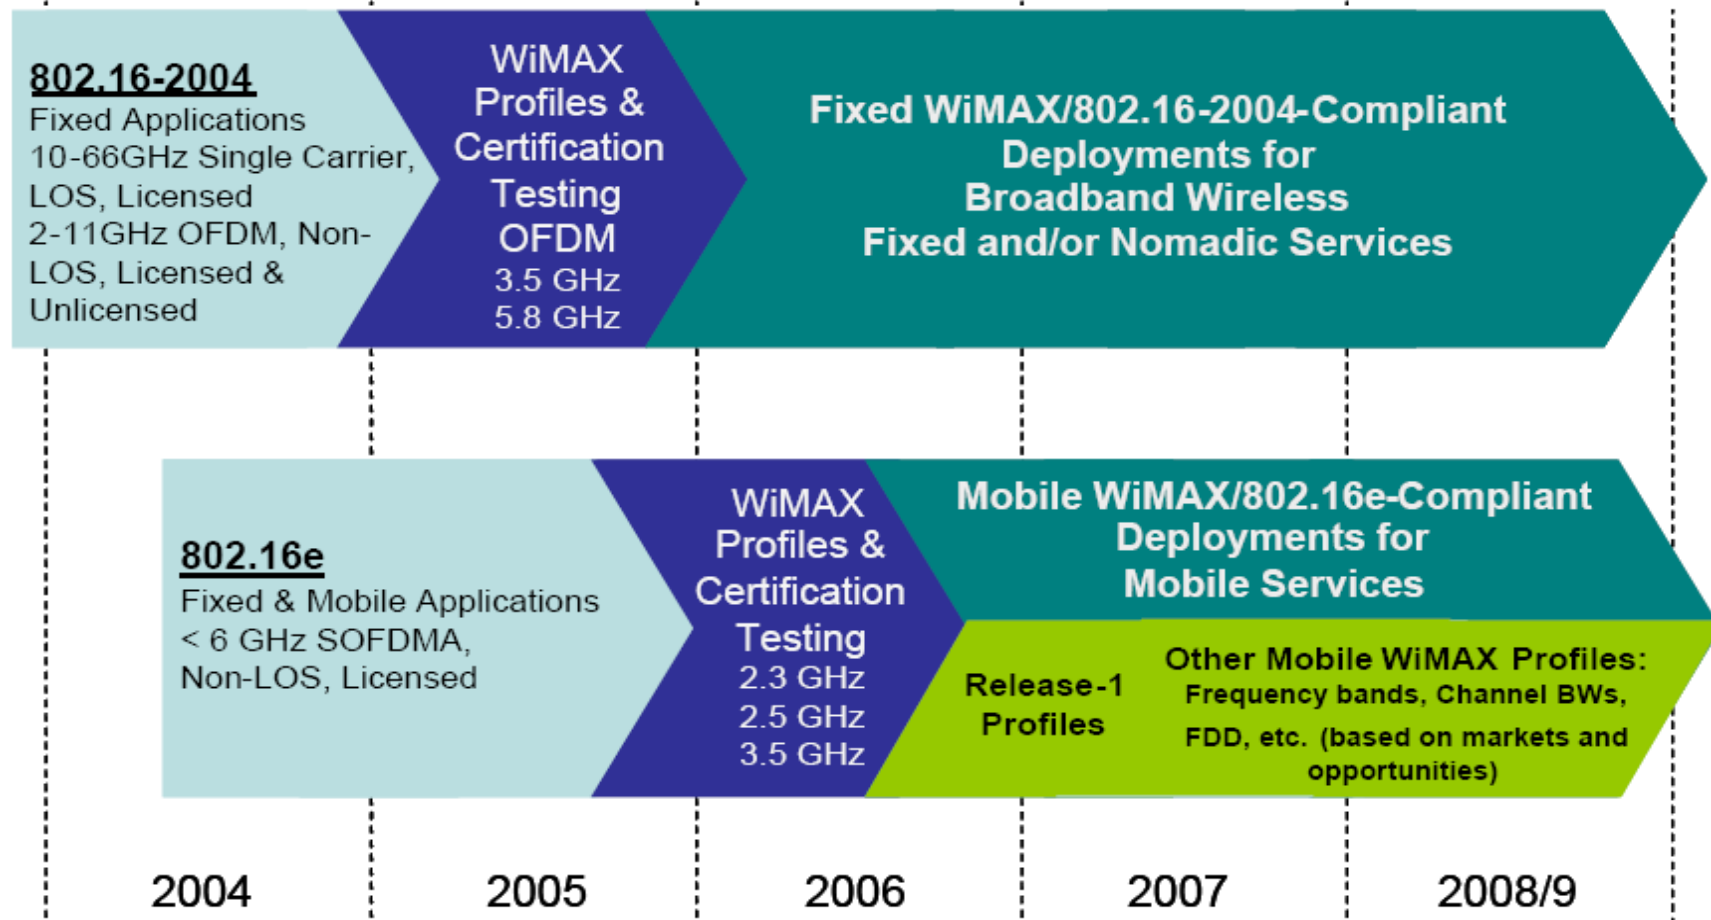 802.16-2004
Fixed Applications
10-66GHz Single Carrier,
LOS, Licensed
2-11GHz OFDM, Non-
LOS, Licensed &
Unlicensed
WiMAX
Profiles &
Certification
Testing
OFDM
3.5 GHz
5.8 GHz
Fixed WiMAX/802.16-2004-Compliant
Deployments for
Broadband Wireless
Fixed and/or Nomadic Services
802.16e
Fixed & Mobile Applications
< 6 GHz SOFDMA,
Non-LOS, Licensed
WiMAX
Profiles &
Certification
Testing
2.3 GHz
2.5 GHz
3.5 GHz
Mobile WiMAX/802.16e-Compliant
Deployments for
Mobile Services
Release-1
Profiles
Other Mobile WiMAX Profiles:
Frequency bands, Channel BWs,
FDD, etc. (based on markets and
opportunities)
2004
2005
2006
2007
2008/9